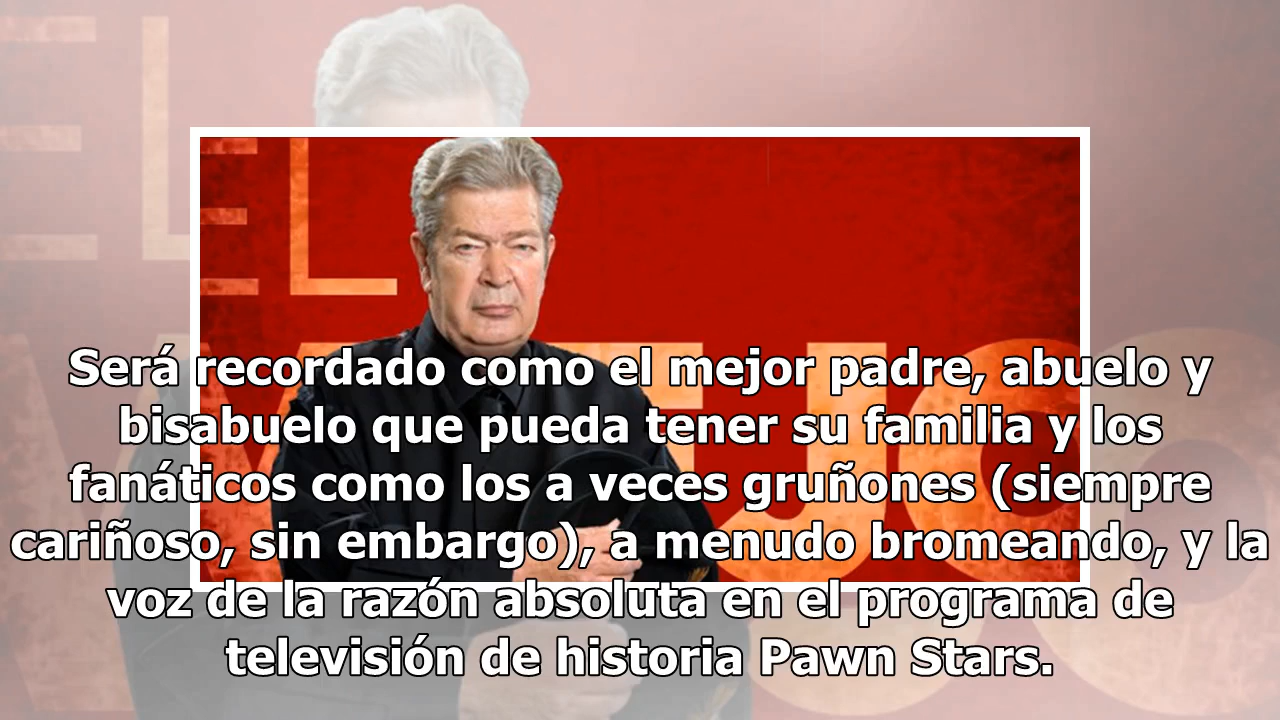 EL
VIEJO
Será recordado como el mejor padre, abuelo y
bisabuelo que pueda tener su familia y los
fanáticos como los a veces gruñones (siempre
cariñoso, sin embargo), a menudo bromeando, y la
voz de la razón absoluta en el programa de
televisión de historia Pawn Stars.